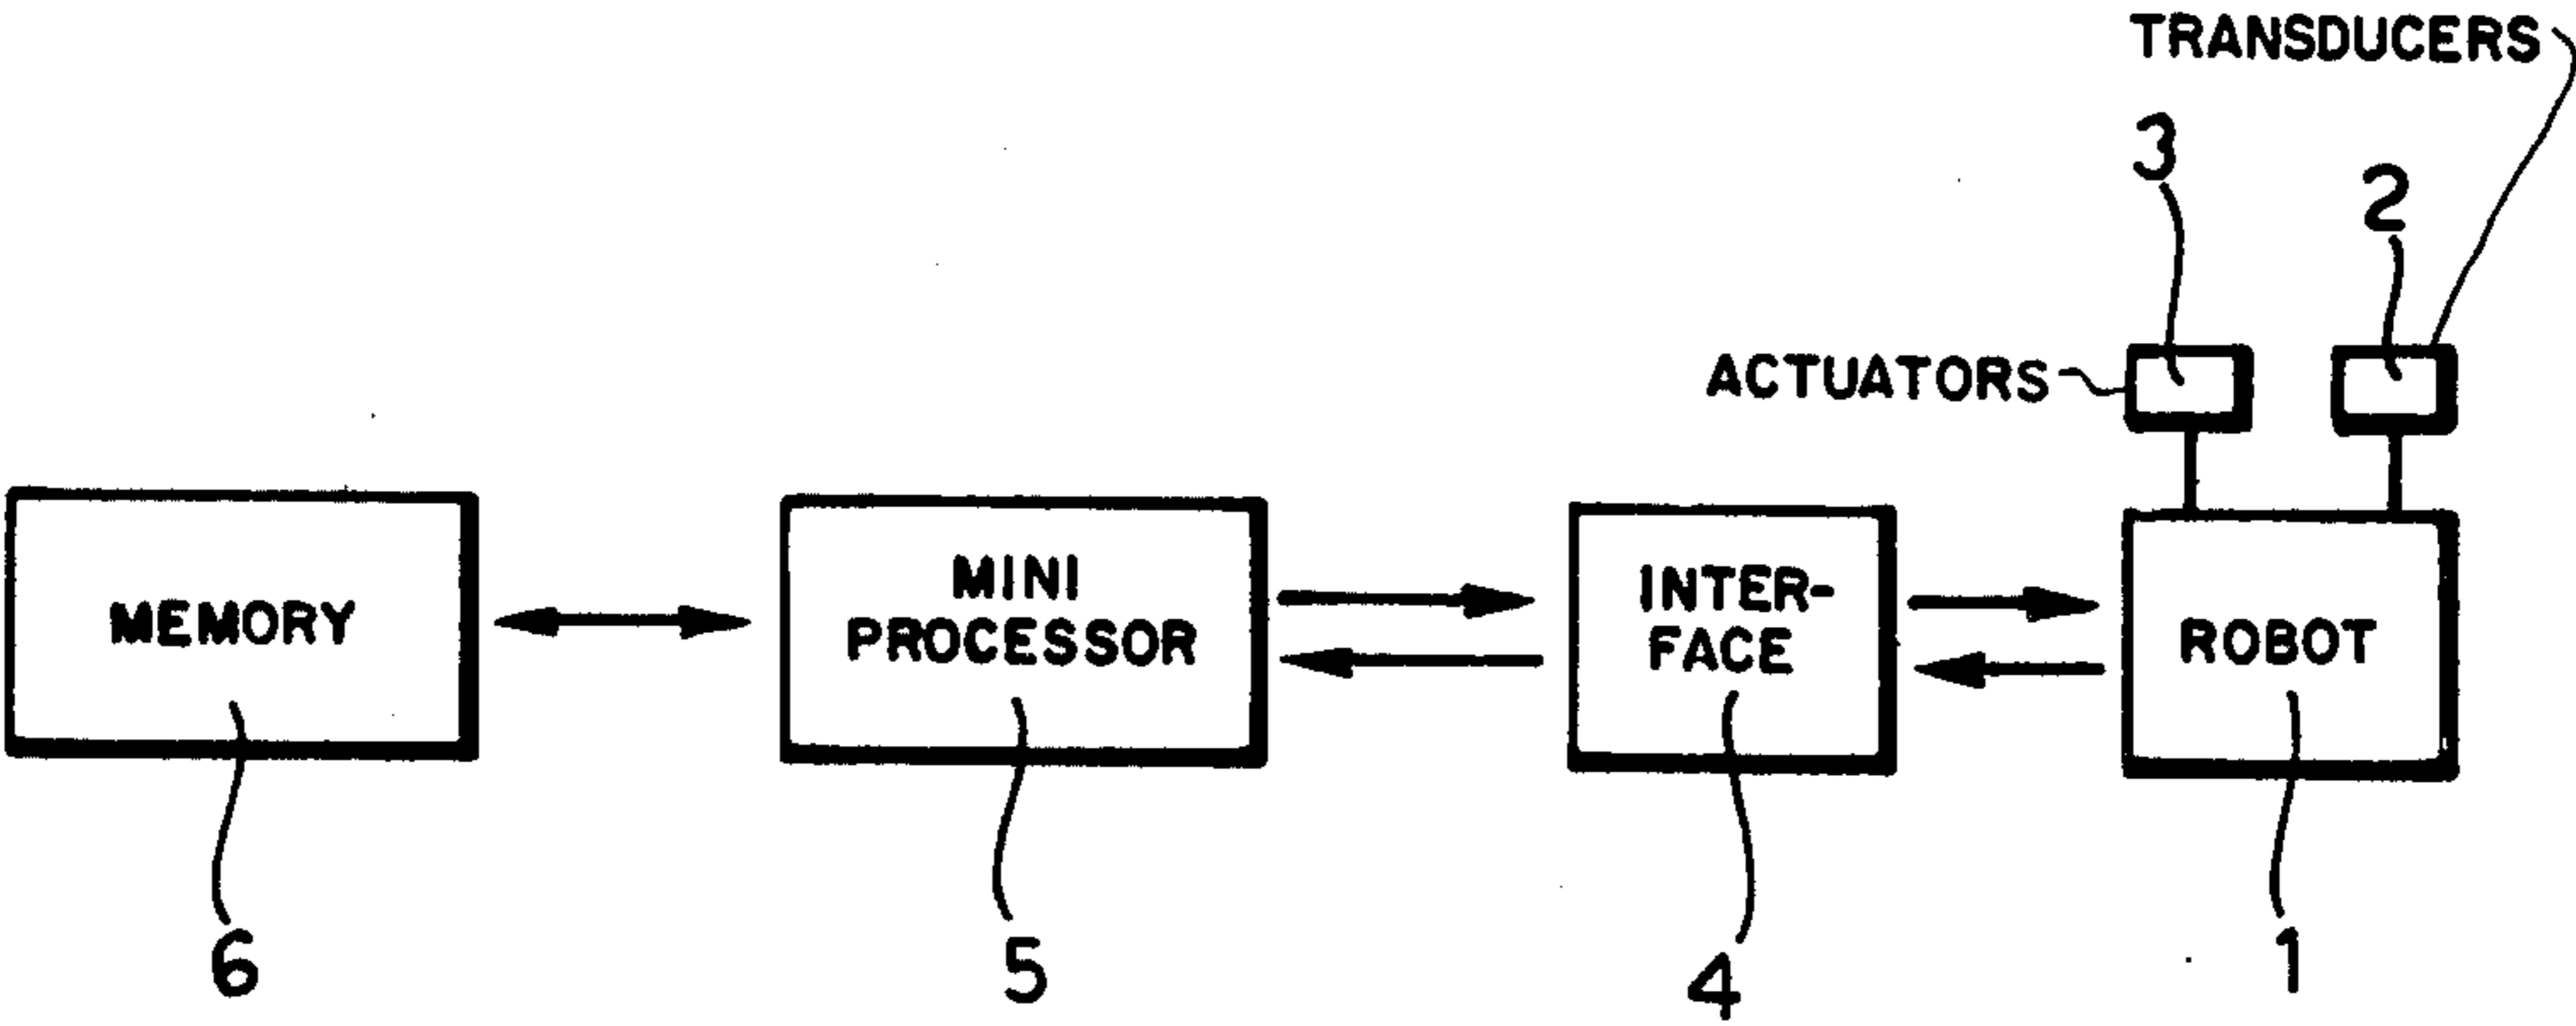 TRANSDUCERS
3
2
ACTUATORS
MEMORY
MINI
PROCESSOR
INTER-
FACE
ROBOT
6
5
4
1